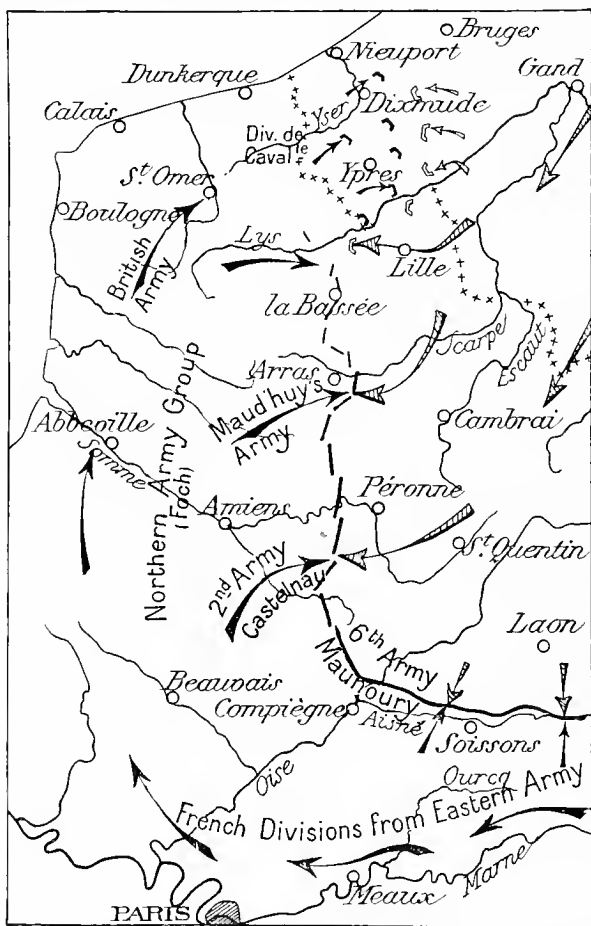 Bruges
Nieuport
Gand
Dunkerque
Dixmude
Calais
Yser
Div. de
Caval.le
Ypres
St. Omer
Boulogne
British
Army
Lys
Lille
la Bassée
Scarpe
Escaut
Arras
Maud'huy's
Army
Cambrai
Abbeville
Somme
Northern Army Group
(Foch)
Amiens
Péronne
2nd Army
Castelnau
St. Quentin
6th Army
Maunoury
Laon
Beauvais
Compiègne
Aisne
Soissons
Oise
Ourcq
French Divisions from Eastern Army
Marne
Meaux
PARIS